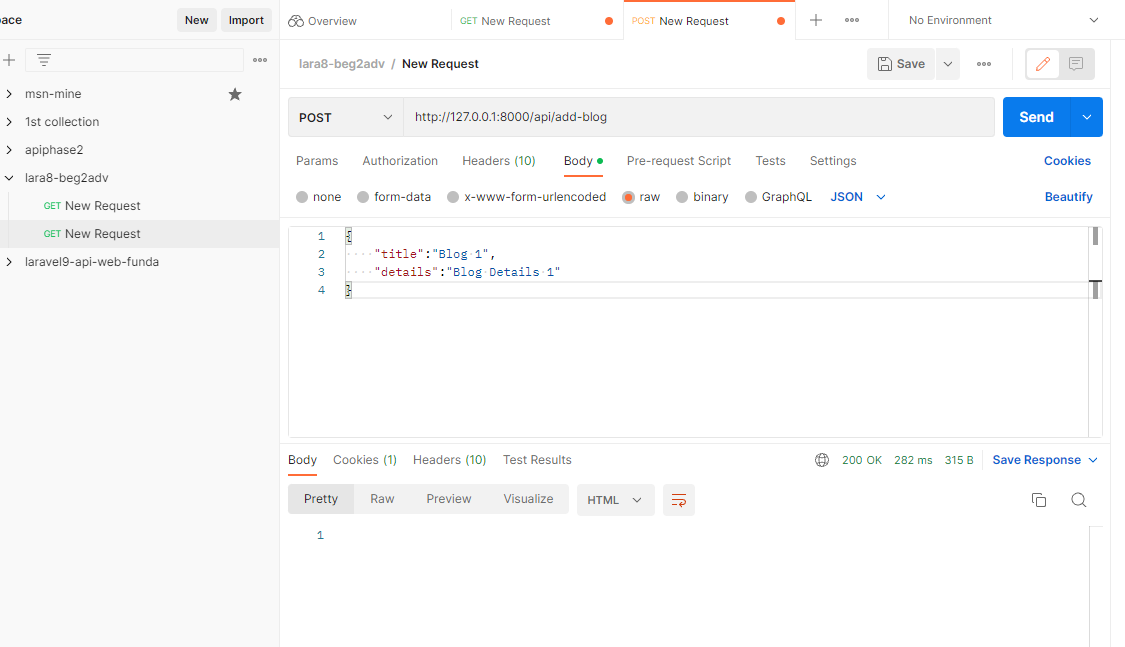 ace New Import
Overview GET New Request POST New Request No Environment
lara8-beg2adv / New Request Save
msn-mine
1st collection
apiphase2
lara8-beg2adv
GET New Request
GET New Request
laravel9-api-web-funda
POST http://127.0.0.1:8000/api/add-blog Send
Params Authorization Headers (10) Body Pre-request Script Tests Settings Cookies
none form-data x-www-form-urlencoded raw binary GraphQL JSON Beautify
1 {
2 "title":"Blog 1",
3 "details":"Blog Details 1"
4 }
Body Cookies (1) Headers (10) Test Results 200 OK 282 ms 315 B Save Response
Pretty Raw Preview Visualize HTML
1